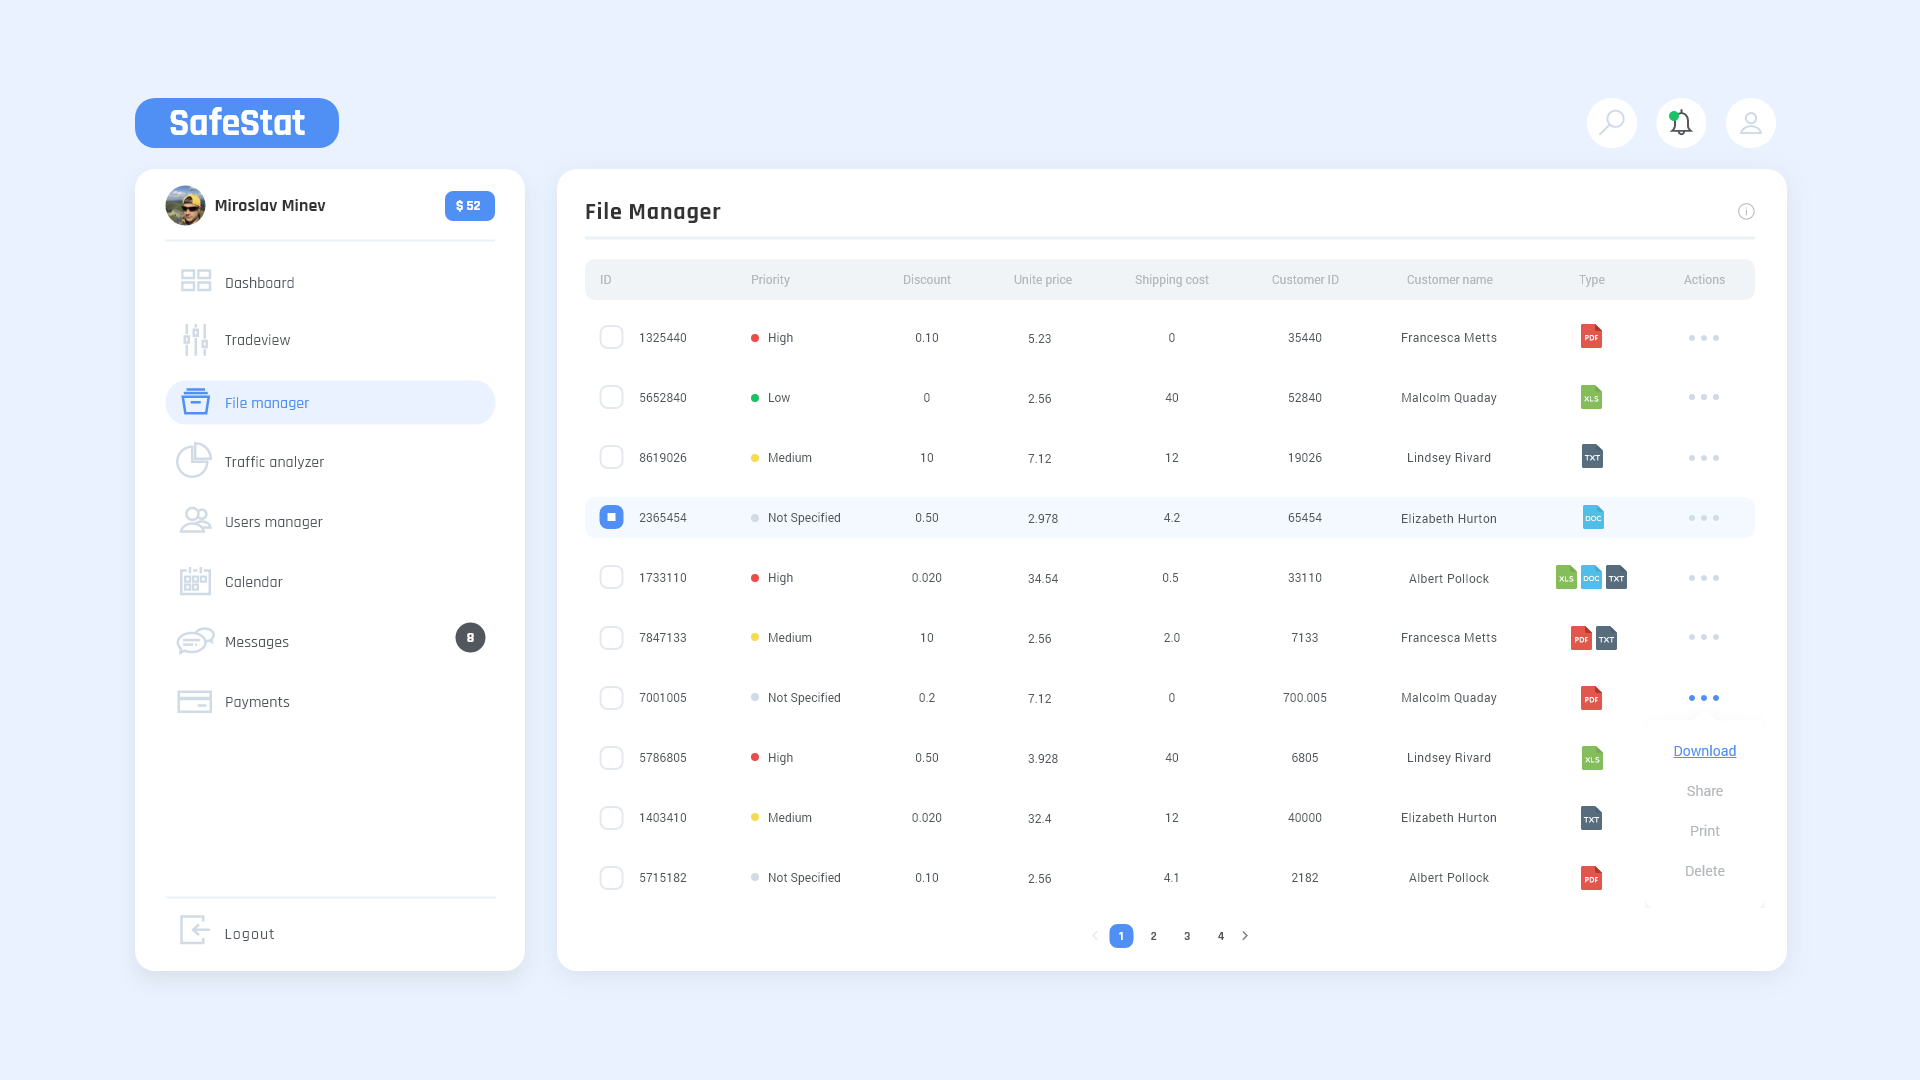 SafeStat
Miroslav Minev
$ 52
Dashboard
Tradeview
File manager
Traffic analyzer
Users manager
Calendar
Messages
8
Payments
Logout
File Manager
ID Priority Discount Unite price Shipping cost Customer ID Customer name Type Actions
1325440 High 0.10 5.23 0 35440 Francesca Metts PDF
5652840 Low 0 2.56 40 52840 Malcolm Quaday XLS
8619026 Medium 10 7.12 12 19026 Lindsey Rivard TXT
2365454 Not Specified 0.50 2.978 4.2 65454 Elizabeth Hurton DOC
1733110 High 0.020 34.54 0.5 33110 Albert Pollock XLS DOC TXT
7847133 Medium 10 2.56 2.0 7133 Francesca Metts PDF TXT
7001005 Not Specified 0.2 7.12 0 700.005 Malcolm Quaday PDF
5786805 High 0.50 3.928 40 6805 Lindsey Rivard XLS
1403410 Medium 0.020 32.4 12 40000 Elizabeth Hurton TXT
5715182 Not Specified 0.10 2.56 4.1 2182 Albert Pollock PDF
Download
Share
Print
Delete
1 2 3 4